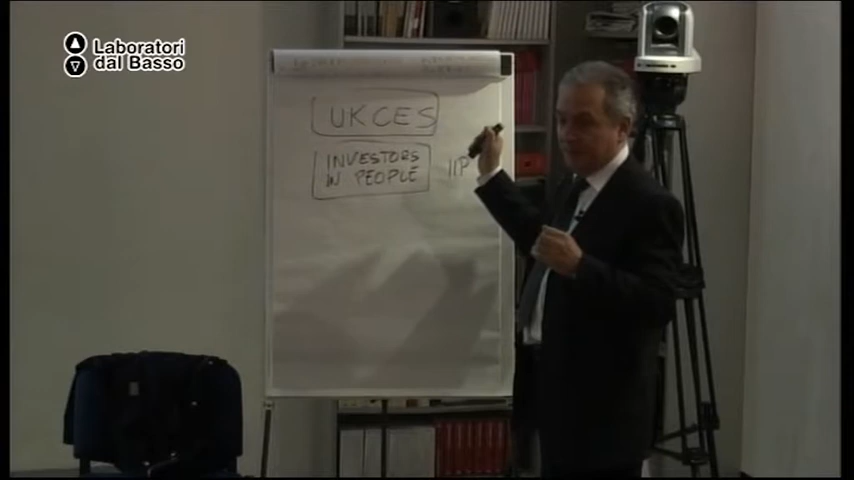 Laboratori
dal Basso
UKCES
INVESTORS
IN PEOPLE
IIP